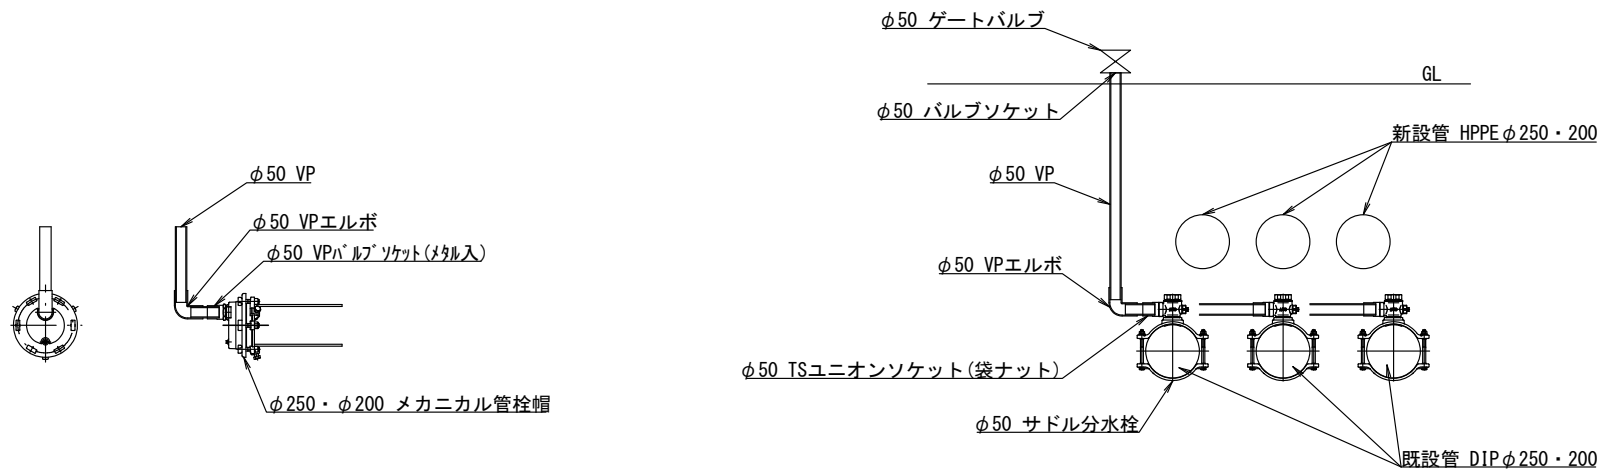 φ50 VP
φ50 VPエルボ
φ50 VPバルブソケット(メタル入)
φ250・φ200 メカニカル管栓帽
φ50 ゲートバルブ
GL
φ50 バルブソケット
新設管 HPPEφ250・200
φ50 VP
φ50 VPエルボ
φ50 TSユニオンソケット(袋ナット)
φ50 サドル分水栓
既設管 DIPφ250・200